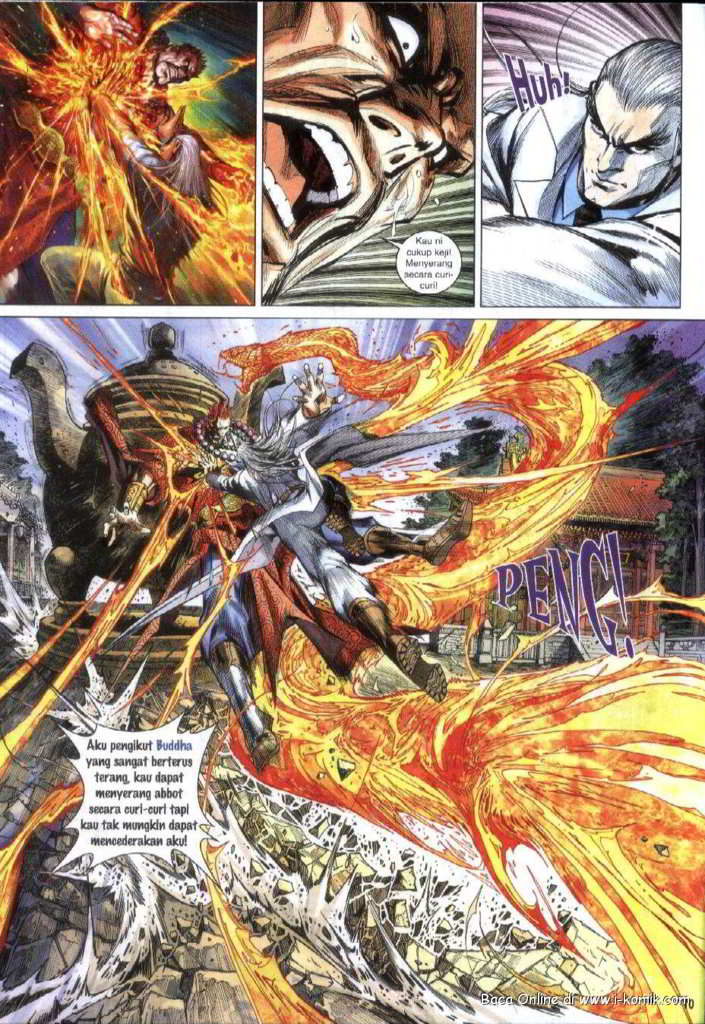 Kau ni
cukup keji!
Menyerang
secara curi-
curi!
Huh!
PENG!
Aku pengikut Buddha
yang sangat berterus
terang, kau dapat
menyerang abbot
secara curi-curi tapi
kau tak mungkin dapat
mencederakan aku!
Baca Online di www.i-komik.com